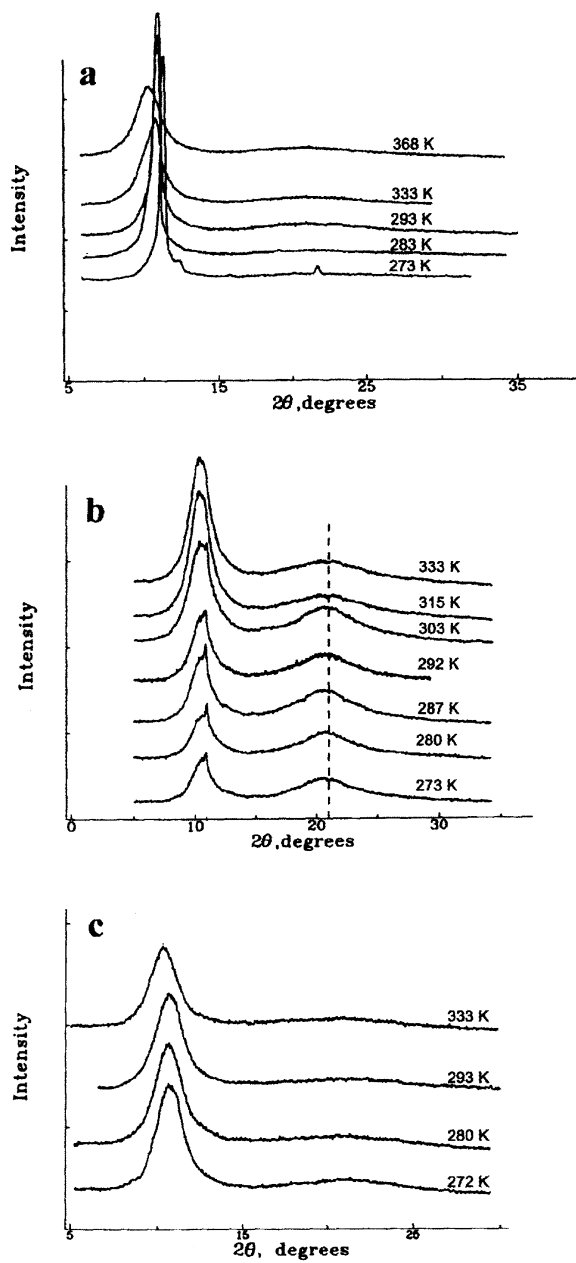 a
Intensity
368 K
333 K
293 K
283 K
273 K
5 15 25 35
2θ,degrees
b
Intensity
333 K
315 K
303 K
292 K
287 K
280 K
273 K
0 10 20 30
2θ,degrees
c
Intensity
333 K
293 K
280 K
272 K
5 15 25
2θ, degrees